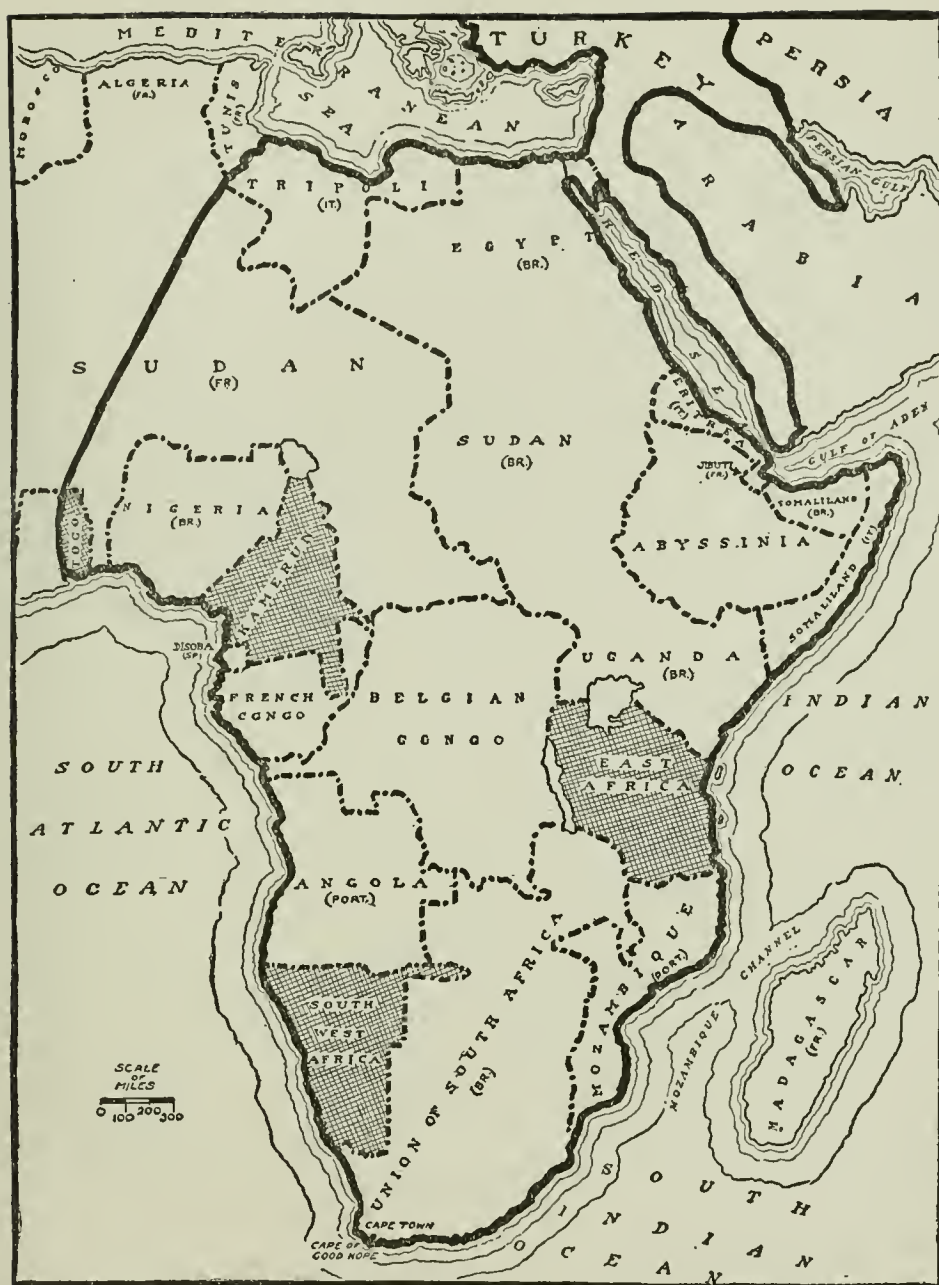 MEDITERRANEAN
SEA
TURKEY
PERSIA
MOROCCO
ALGERIA
(FR.)
TUNIS
(FR.)
ARABIA
PERSIAN GULF
TRIPOLI
(IT.)
EGYPT
(BR.)
RED SEA
SUDAN
(FR)
ERITREA
(IT.)
SUDAN
(BR.)
GULF OF ADEN
JIBUTI
(FR.)
SOMALILAND
(BR.)
NIGERIA
(BR.)
TOGO
ABYSSINIA
SOMALILAND
(IT.)
KAMERUN
DISOBA
(SP.)
UGANDA
(BR.)
FRENCH
CONGO
BELGIAN
CONGO
INDIAN
OCEAN
EAST
AFRICA
SOUTH
ATLANTIC
OCEAN
ANGOLA
(PORT.)
MOZAMBIQUE
(PORT.)
MOZAMBIQUE CHANNEL
MADAGASCAR
(FR.)
SOUTH
WEST
AFRICA
UNION OF SOUTH AFRICA
(BR.)
SCALE
OF
MILES
0 100 200 300
SOUTH
INDIAN
OCEAN
CAPE TOWN
CAPE OF
GOOD HOPE